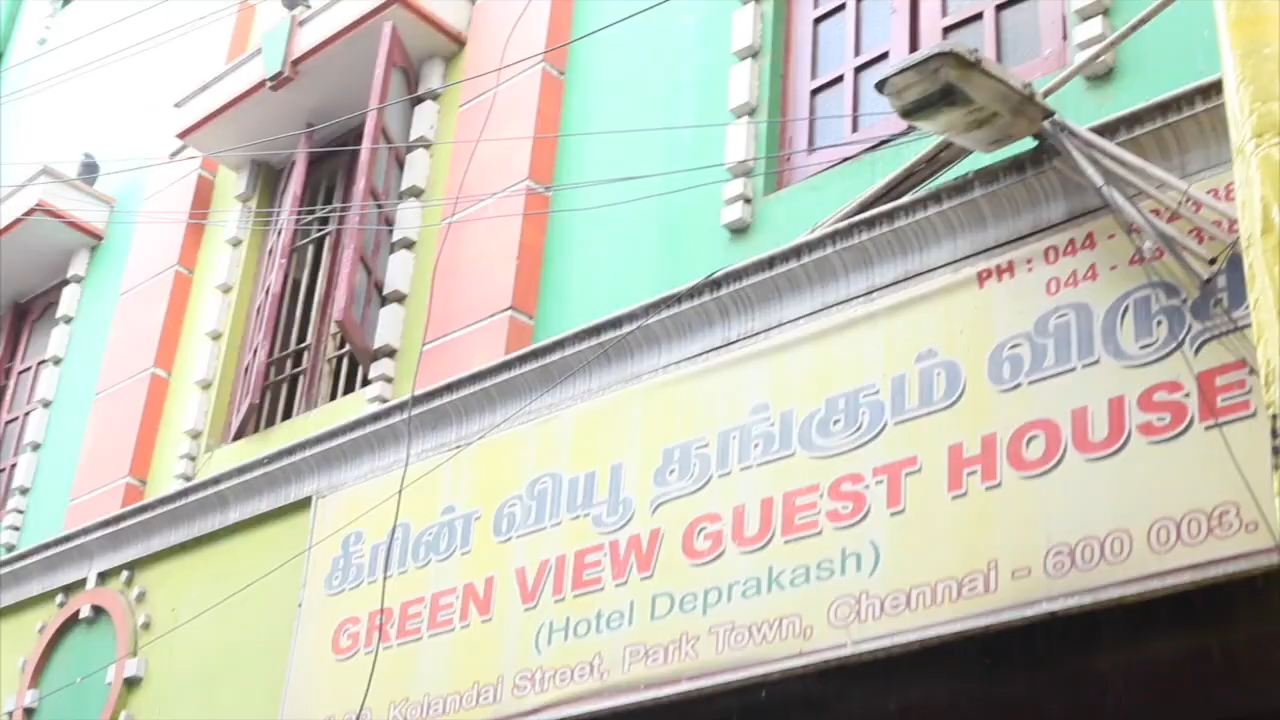 PH : 044 -
044 -
கீரின் வியூ தங்கும்
GREEN VIEW GUEST HOUSE
(Hotel Deprakash)
Kolandai Street, Park Town, Chennai - 600 003.